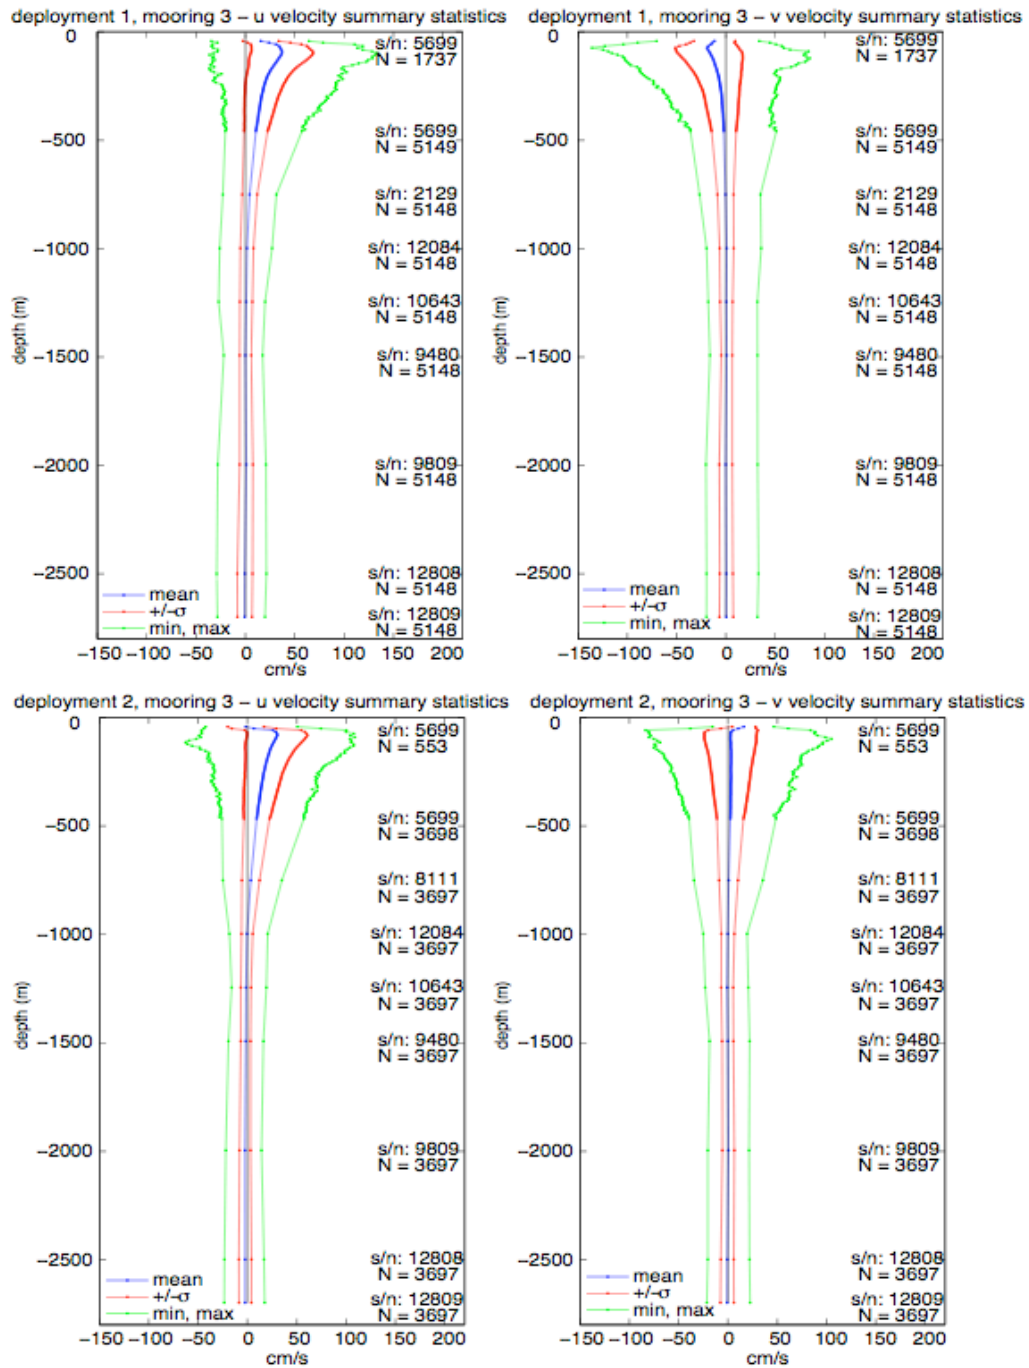 deployment 1, mooring 3 – u velocity summary statistics
0
−500
−1000
−1500
−2000
−2500
depth (m)
s/n: 5699
N = 1737
s/n: 5699
N = 5149
s/n: 2129
N = 5148
s/n: 12084
N = 5148
s/n: 10643
N = 5148
s/n: 9480
N = 5148
s/n: 9809
N = 5148
s/n: 12808
N = 5148
s/n: 12809
N = 5148
mean
+/−σ
min, max
−150 −100 −50 0 50 100 150 200
cm/s
deployment 1, mooring 3 – v velocity summary statistics
0
−500
−1000
−1500
−2000
−2500
depth (m)
s/n: 5699
N = 1737
s/n: 5699
N = 5149
s/n: 2129
N = 5148
s/n: 12084
N = 5148
s/n: 10643
N = 5148
s/n: 9480
N = 5148
s/n: 9809
N = 5148
s/n: 12808
N = 5148
s/n: 12809
N = 5148
mean
+/−σ
min, max
−150 −100 −50 0 50 100 150 200
cm/s
deployment 2, mooring 3 – u velocity summary statistics
0
−500
−1000
−1500
−2000
−2500
depth (m)
s/n: 5699
N = 553
s/n: 5699
N = 3698
s/n: 8111
N = 3697
s/n: 12084
N = 3697
s/n: 10643
N = 3697
s/n: 9480
N = 3697
s/n: 9809
N = 3697
s/n: 12808
N = 3697
s/n: 12809
N = 3697
mean
+/−σ
min, max
−150 −100 −50 0 50 100 150 200
cm/s
deployment 2, mooring 3 – v velocity summary statistics
0
−500
−1000
−1500
−2000
−2500
depth (m)
s/n: 5699
N = 553
s/n: 5699
N = 3698
s/n: 8111
N = 3697
s/n: 12084
N = 3697
s/n: 10643
N = 3697
s/n: 9480
N = 3697
s/n: 9809
N = 3697
s/n: 12808
N = 3697
s/n: 12809
N = 3697
mean
+/−σ
min, max
−150 −100 −50 0 50 100 150 200
cm/s